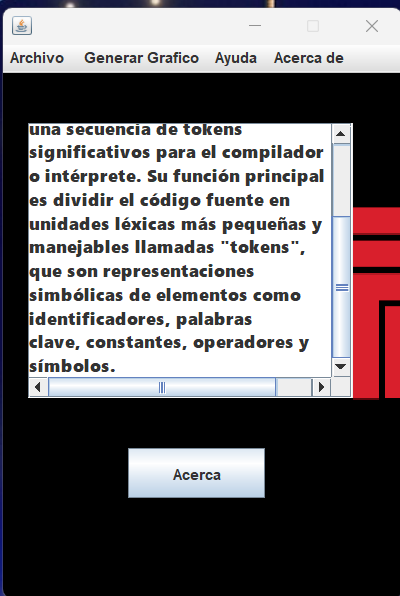 Archivo Generar Grafico Ayuda Acerca de
una secuencia de tokens
significativos para el compilador
o intérprete. Su función principal
es dividir el código fuente en
unidades léxicas más pequeñas y
manejables llamadas "tokens",
que son representaciones
simbólicas de elementos como
identificadores, palabras
clave, constantes, operadores y
símbolos.
Acerca